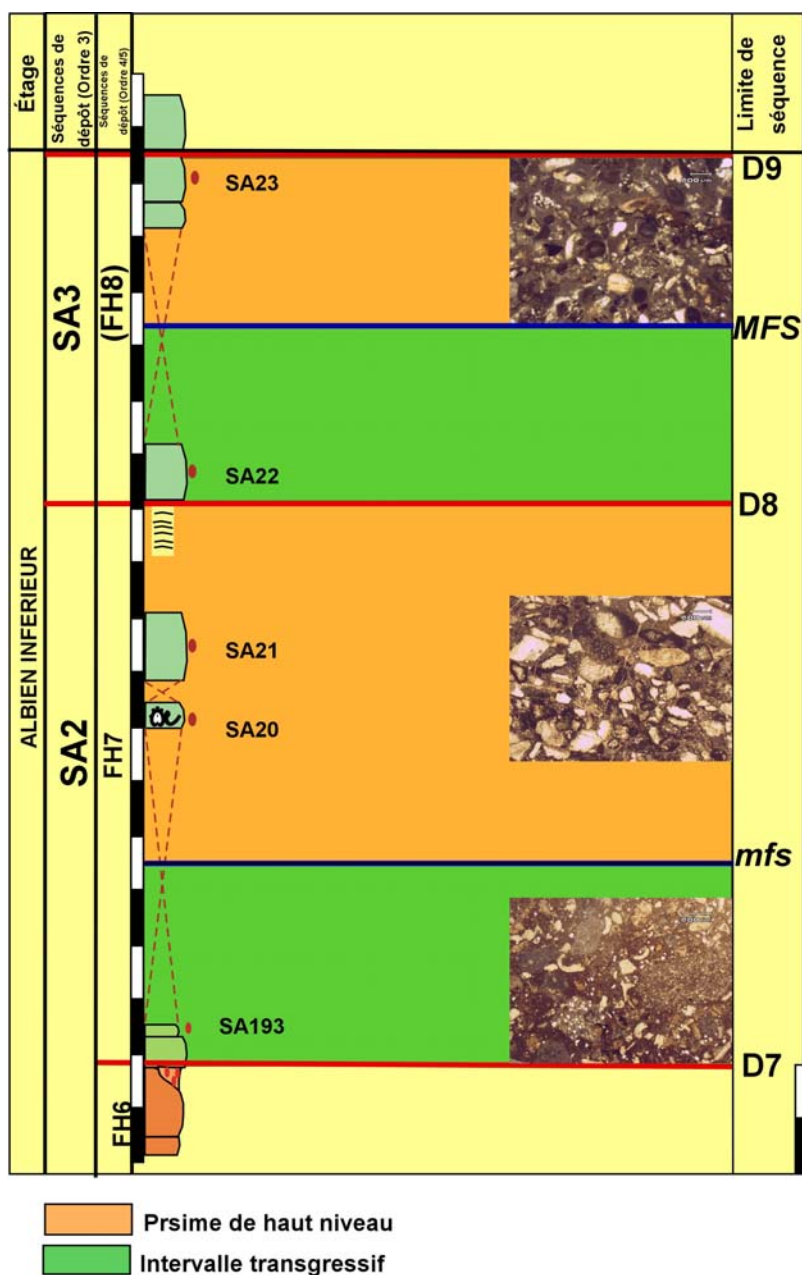 Étage
Séquences de
dépôt (Ordre 3)
Séquences de
dépôt (Ordre 4/5)
Limite de
séquence
D9
SA23
SA3
(FH8)
MFS
SA22
D8
ALBIEN INFERIEUR
SA2
FH7
SA21
SA20
mfs
SA193
D7
FH6
Prsime de haut niveau
Intervalle transgressif